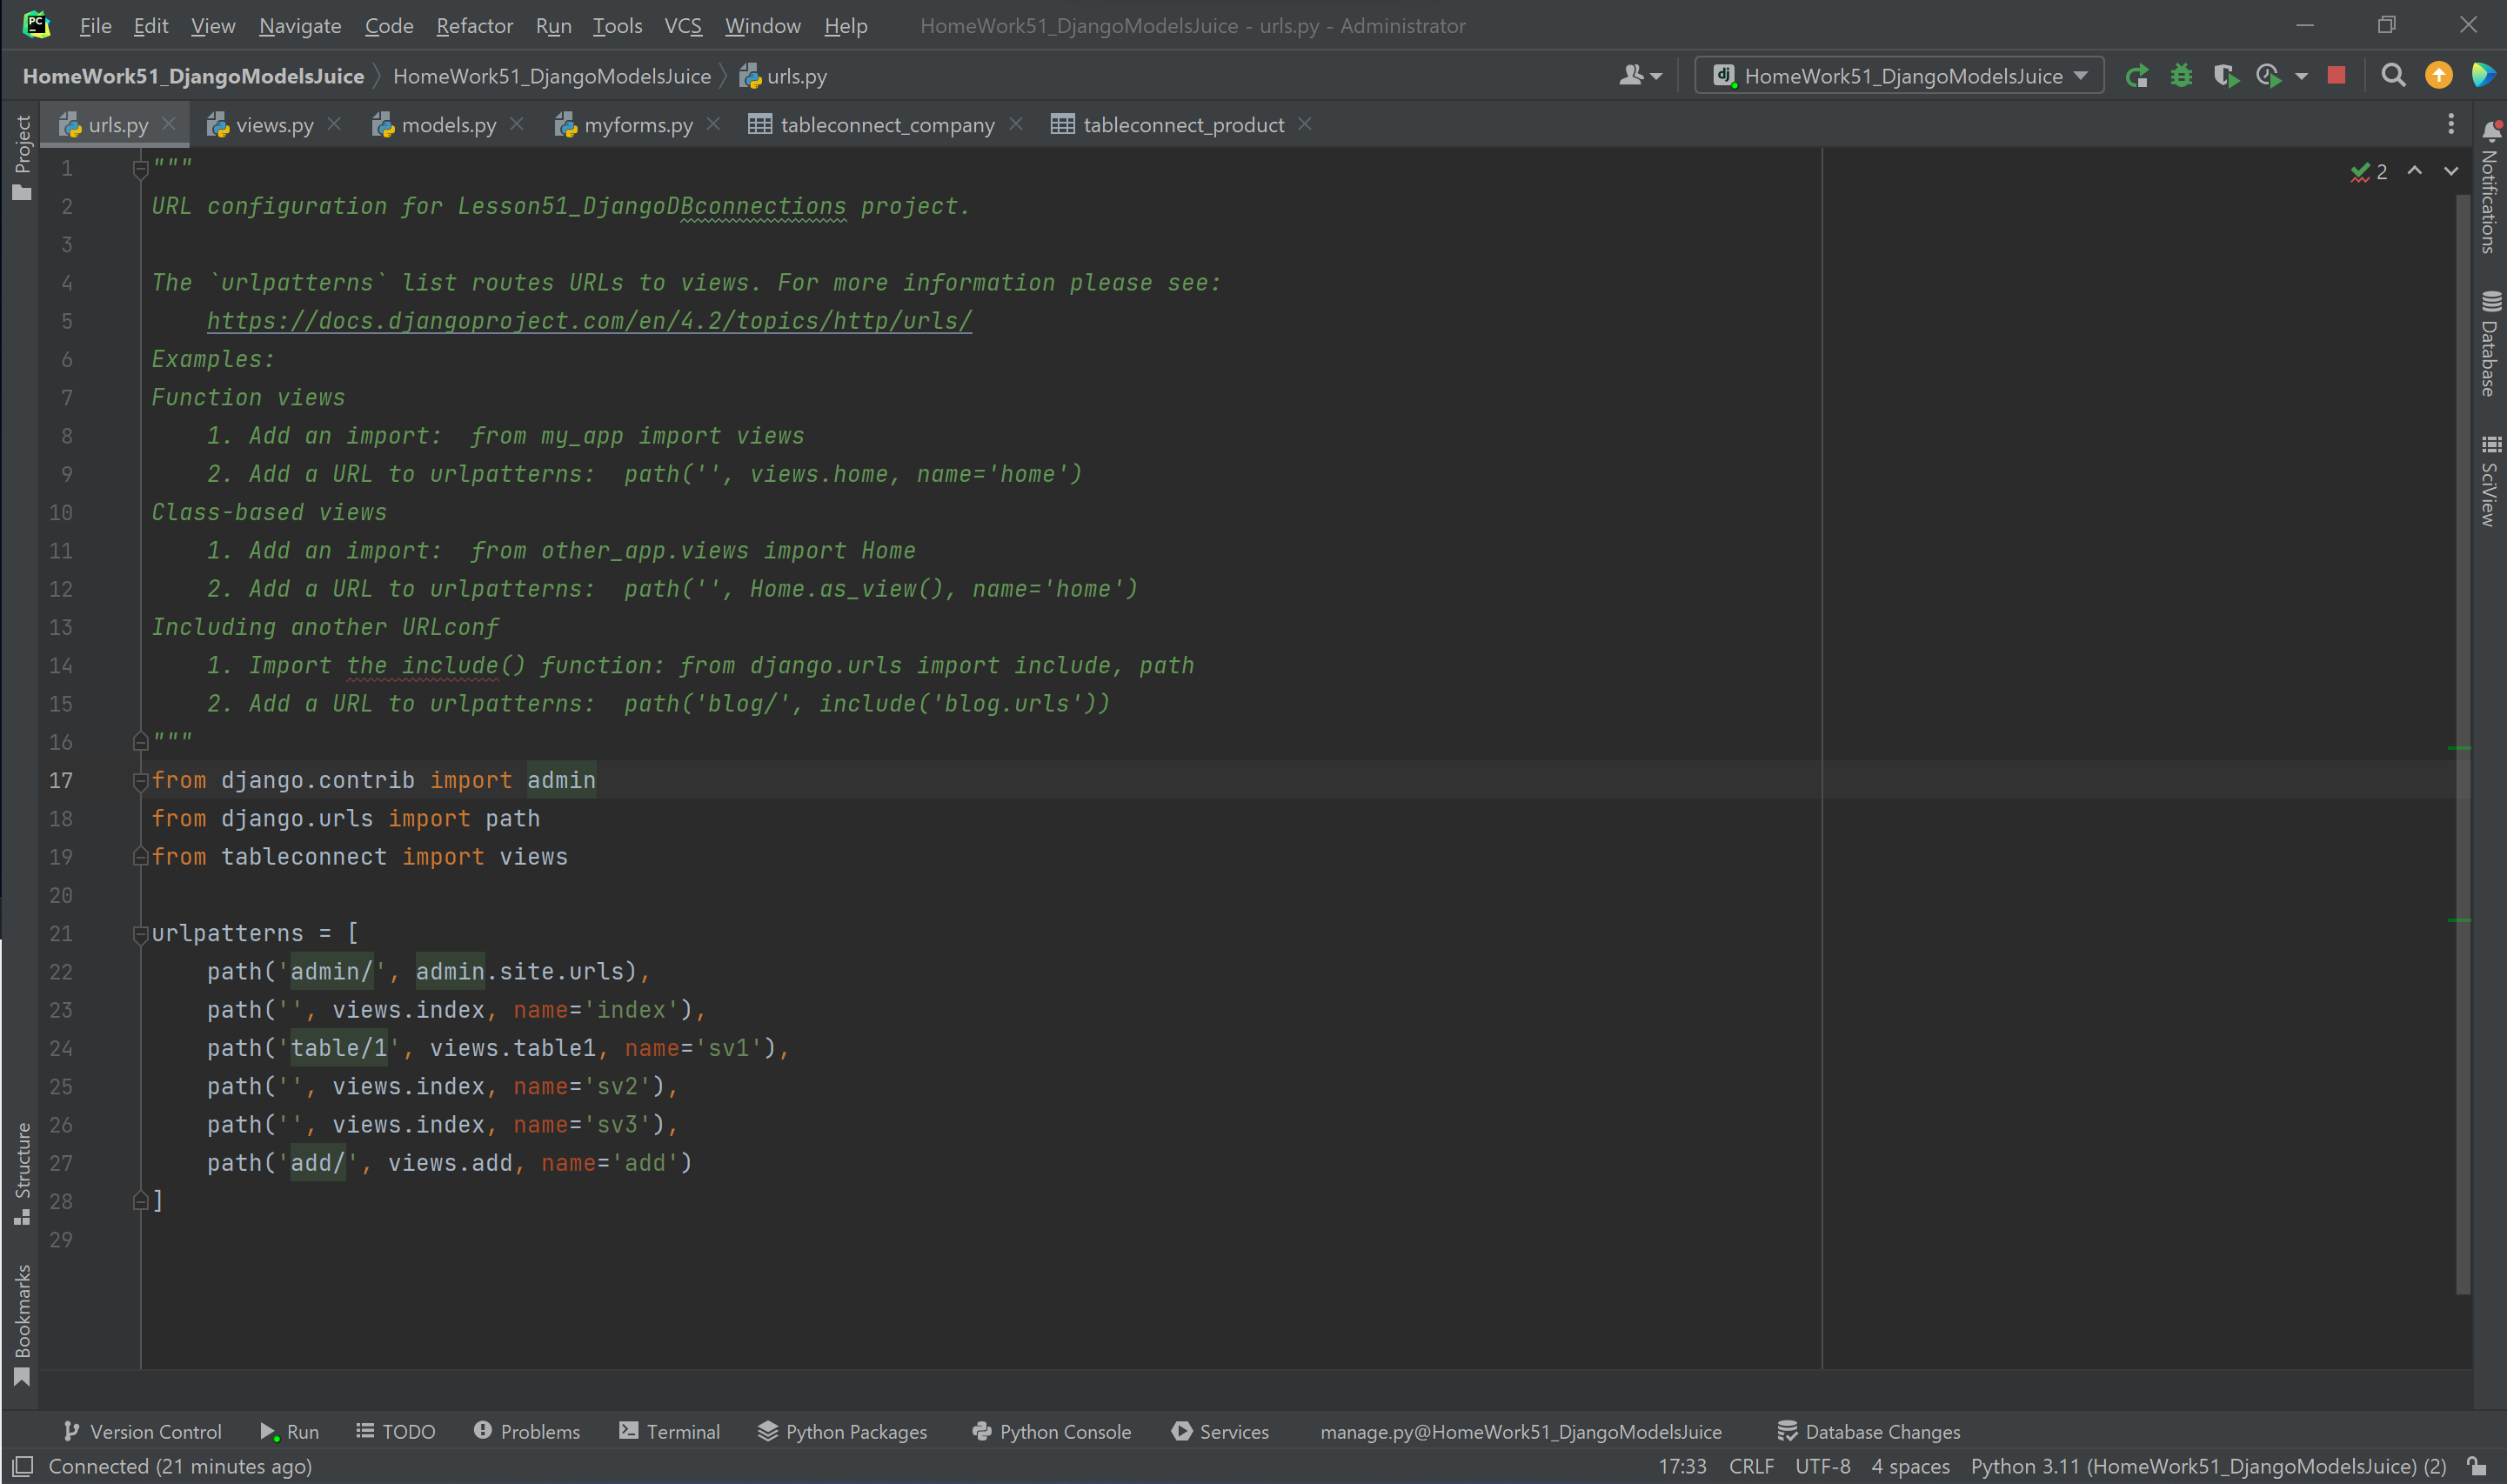 PC
File Edit View Navigate Code Refactor Run Tools VCS Window Help HomeWork51_DjangoModelsJuice - urls.py - Administrator
HomeWork51_DjangoModelsJuice HomeWork51_DjangoModelsJuice urls.py dj HomeWork51_DjangoModelsJuice
Project
urls.py views.py models.py myforms.py tableconnect_company tableconnect_product
2
Notifications
Database
SciView
1 """
2 URL configuration for Lesson51_DjangoDBconnections project.
3
4 The `urlpatterns` list routes URLs to views. For more information please see:
5     https://docs.djangoproject.com/en/4.2/topics/http/urls/
6 Examples:
7 Function views
8     1. Add an import:  from my_app import views
9     2. Add a URL to urlpatterns:  path('', views.home, name='home')
10 Class-based views
11     1. Add an import:  from other_app.views import Home
12     2. Add a URL to urlpatterns:  path('', Home.as_view(), name='home')
13 Including another URLconf
14     1. Import the include() function: from django.urls import include, path
15     2. Add a URL to urlpatterns:  path('blog/', include('blog.urls'))
16 """
17 from django.contrib import admin
18 from django.urls import path
19 from tableconnect import views
20
21 urlpatterns = [
22     path('admin/', admin.site.urls),
23     path('', views.index, name='index'),
24     path('table/1', views.table1, name='sv1'),
25     path('', views.index, name='sv2'),
26     path('', views.index, name='sv3'),
27     path('add/', views.add, name='add')
28 ]
29
Structure
Bookmarks
Version Control Run TODO Problems Terminal Python Packages Python Console Services manage.py@HomeWork51_DjangoModelsJuice Database Changes
Connected (21 minutes ago) 17:33 CRLF UTF-8 4 spaces Python 3.11 (HomeWork51_DjangoModelsJuice) (2)